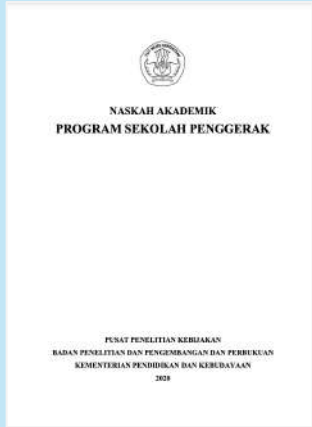 NASKAH AKADEMIK
PROGRAM SEKOLAH PENGGERAK
PUSAT PENELITIAN KEBIJAKAN
BADAN PENELITIAN DAN PENGEMBANGAN DAN PERBUKUAN
KEMENTERIAN PENDIDIKAN DAN KEBUDAYAAN
2020